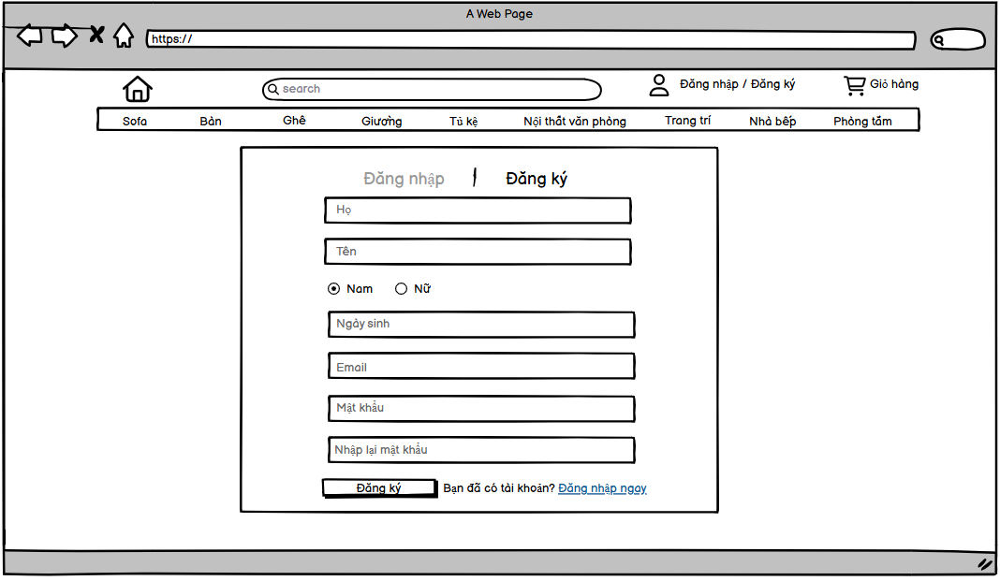 A Web Page
https://
search
Đăng nhập / Đăng ký
Giỏ hàng
Sofa Bàn Ghế Giường Tủ kệ Nội thất văn phòng Trang trí Nhà bếp Phòng tắm
Đăng nhập Đăng ký
Họ
Tên
Nam Nữ
Ngày sinh
Email
Mật khẩu
Nhập lại mật khẩu
Đăng ký Bạn đã có tài khoản? Đăng nhập ngay